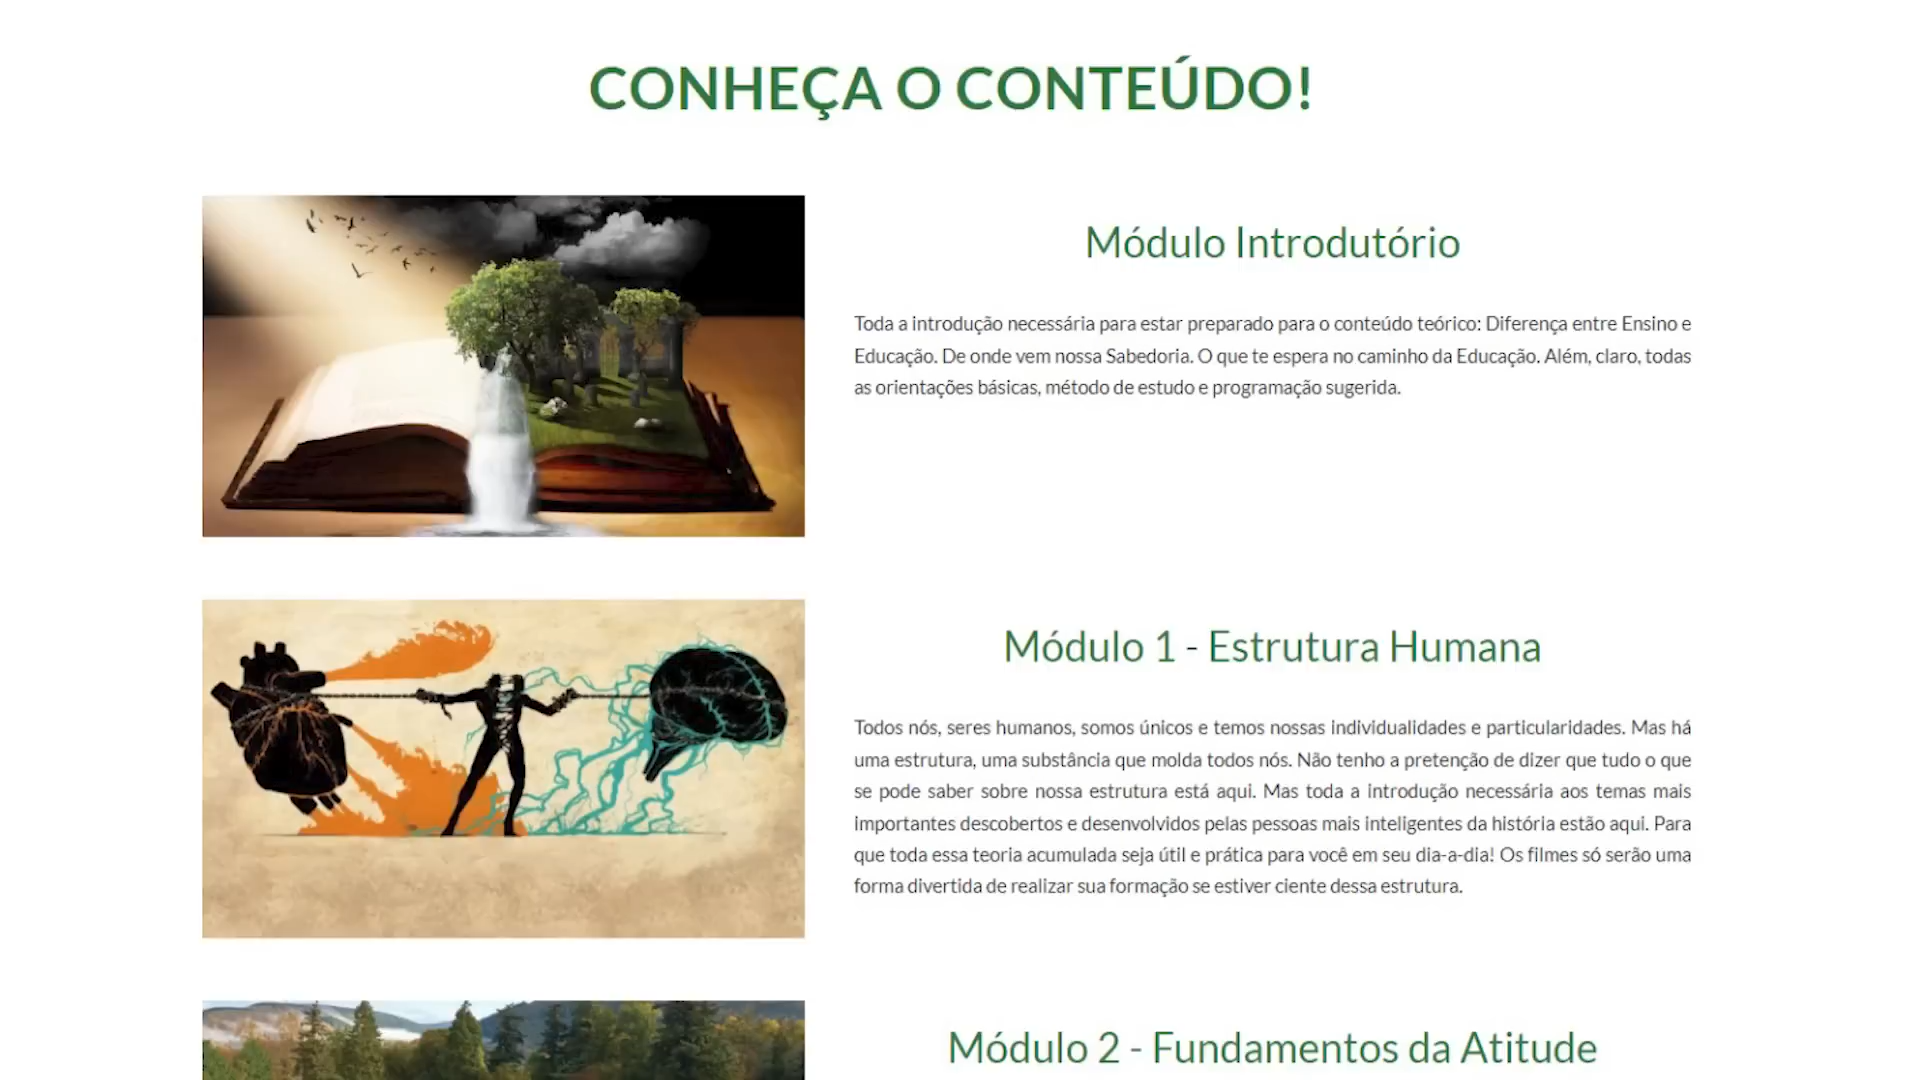 CONHEÇA O CONTEÚDO!
Módulo Introdutório
Toda a introdução necessária para estar preparado para o conteúdo teórico: Diferença entre Ensino e
Educação. De onde vem nossa Sabedoria. O que te espera no caminho da Educação. Além, claro, todas
as orientações básicas, método de estudo e programação sugerida.
Módulo 1 - Estrutura Humana
Todos nós, seres humanos, somos únicos e temos nossas individualidades e particularidades. Mas há
uma estrutura, uma substância que molda todos nós. Não tenho a pretenção de dizer que tudo o que
se pode saber sobre nossa estrutura está aqui. Mas toda a introdução necessária aos temas mais
importantes descobertos e desenvolvidos pelas pessoas mais inteligentes da história estão aqui. Para
que toda essa teoria acumulada seja útil e prática para você em seu dia-a-dia! Os filmes só serão uma
forma divertida de realizar sua formação se estiver ciente dessa estrutura.
Módulo 2 - Fundamentos da Atitude